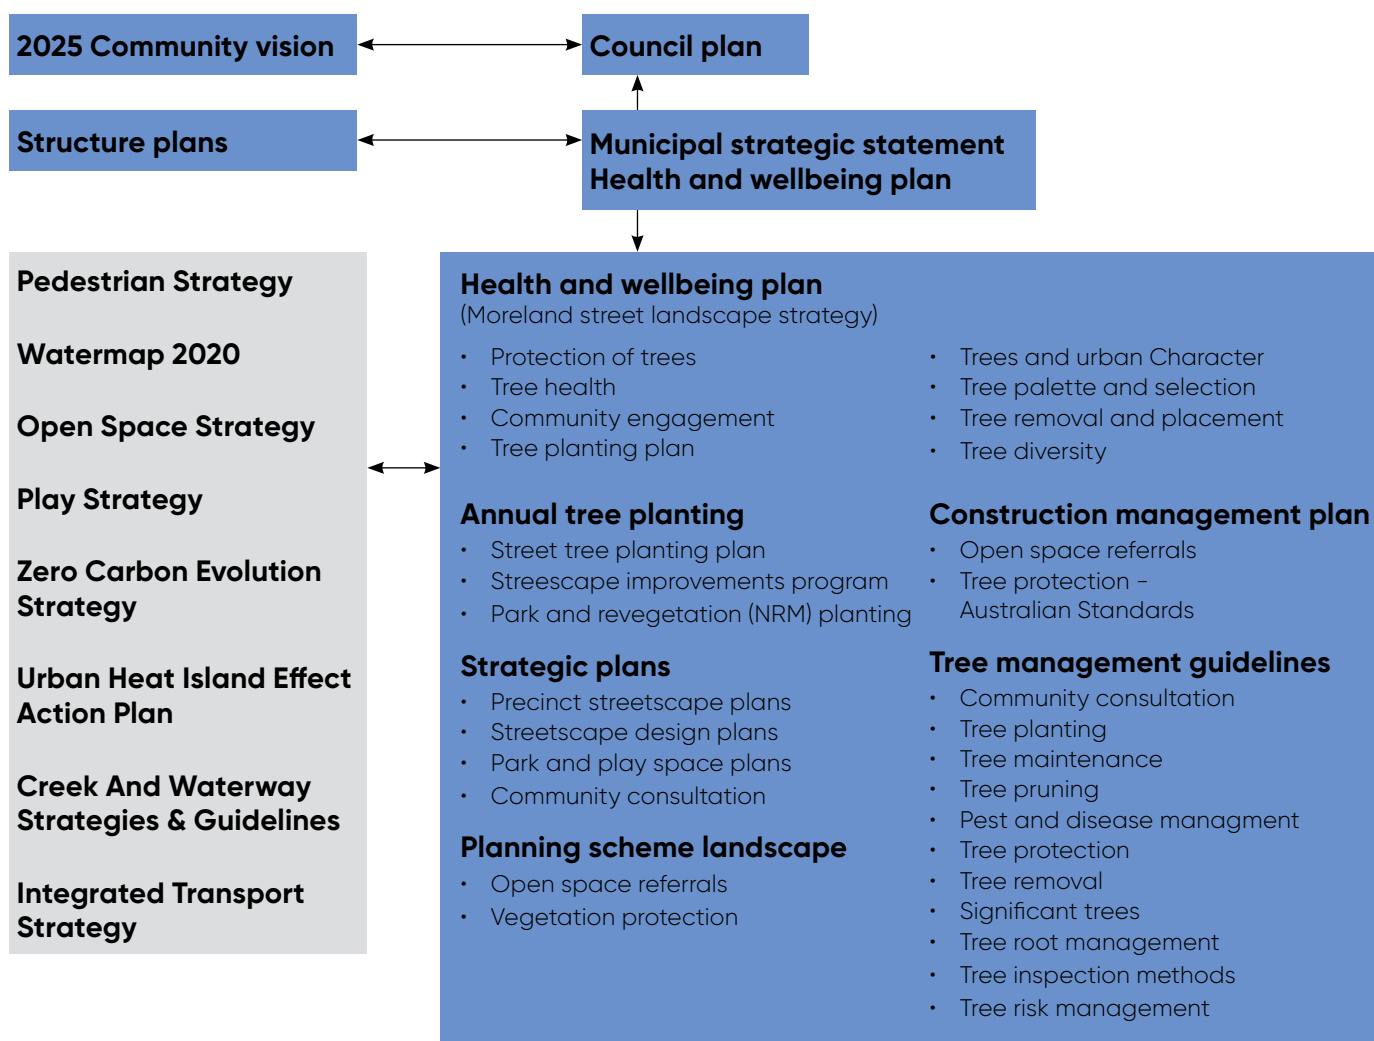 2025 Community vision
Council plan
Structure plans
Municipal strategic statement
Health and wellbeing plan
Pedestrian Strategy
Watermap 2020
Open Space Strategy
Play Strategy
Zero Carbon Evolution
Strategy
Urban Heat Island Effect
Action Plan
Creek And Waterway
Strategies & Guidelines
Integrated Transport
Strategy
Health and wellbeing plan
(Moreland street landscape strategy)
• Protection of trees
• Tree health
• Community engagement
• Tree planting plan
• Trees and urban Character
• Tree palette and selection
• Tree removal and placement
• Tree diversity
Annual tree planting
• Street tree planting plan
• Streescape improvements program
• Park and revegetation (NRM) planting
Strategic plans
• Precinct streetscape plans
• Streetscape design plans
• Park and play space plans
• Community consultation
Planning scheme landscape
• Open space referrals
• Vegetation protection
Construction management plan
• Open space referrals
• Tree protection –
Australian Standards
Tree management guidelines
• Community consultation
• Tree planting
• Tree maintenance
• Tree pruning
• Pest and disease managment
• Tree protection
• Tree removal
• Significant trees
• Tree root management
• Tree inspection methods
• Tree risk management